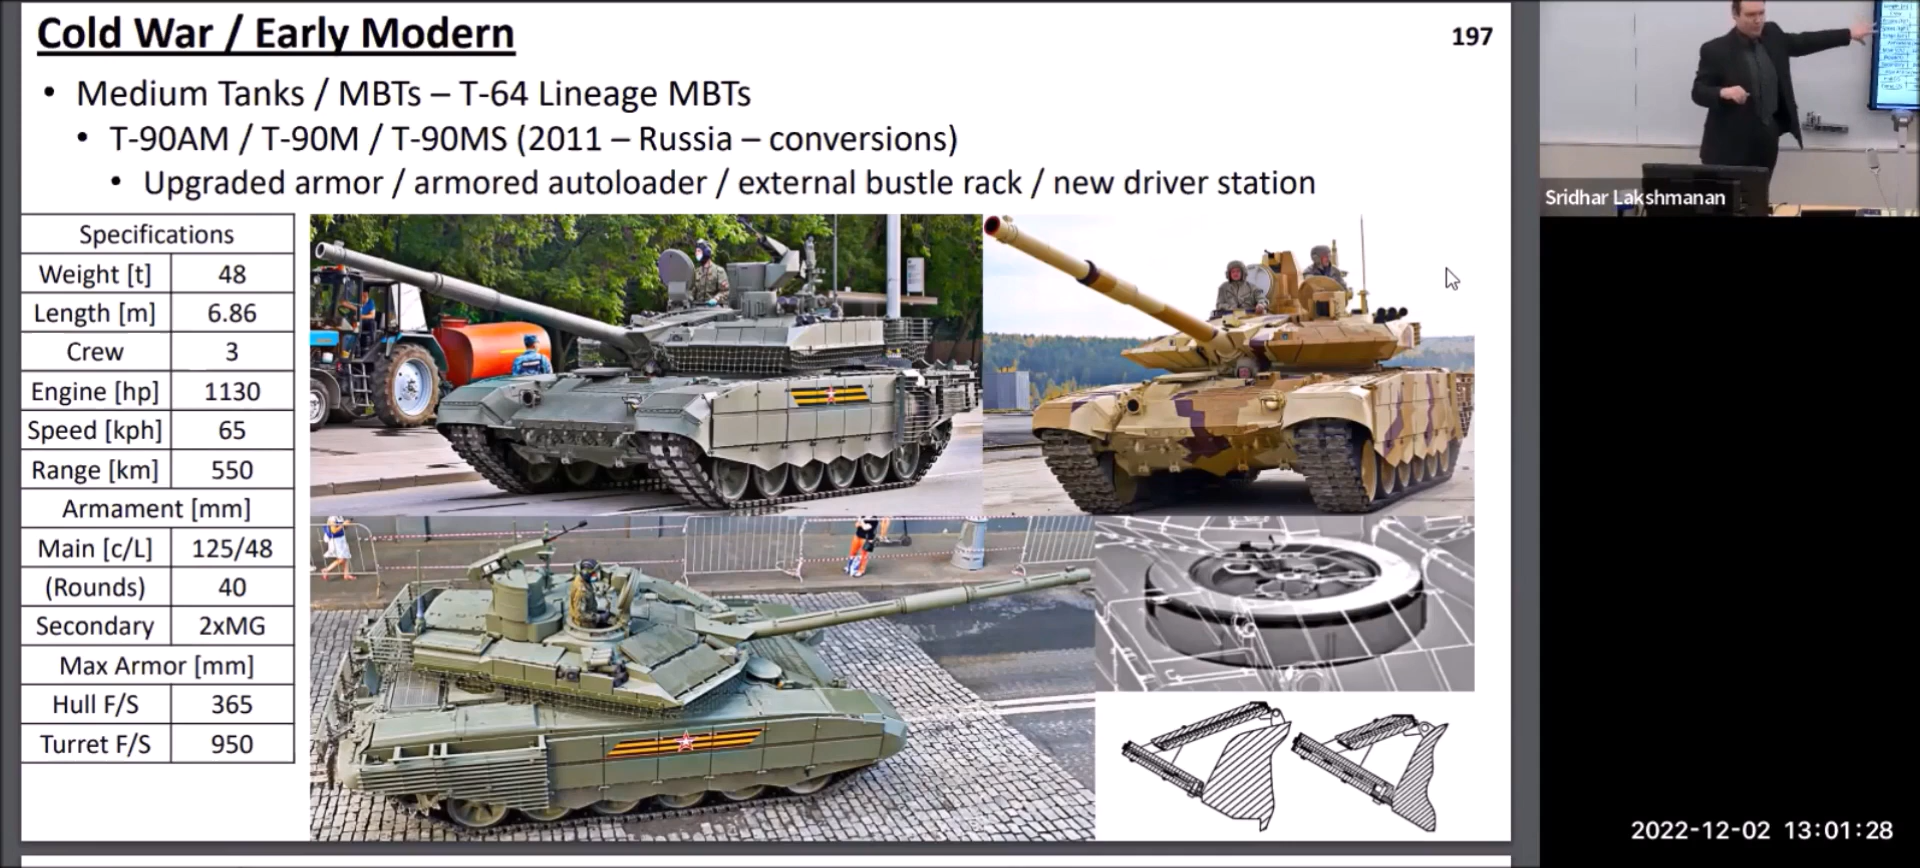 Cold War / Early Modern
197
• Medium Tanks / MBTs – T-64 Lineage MBTs
• T-90AM / T-90M / T-90MS (2011 – Russia – conversions)
• Upgraded armor / armored autoloader / external bustle rack / new driver station
Specifications
Weight [t] 48
Length [m] 6.86
Crew 3
Engine [hp] 1130
Speed [kph] 65
Range [km] 550
Armament [mm]
Main [c/L] 125/48
(Rounds) 40
Secondary 2xMG
Max Armor [mm]
Hull F/S 365
Turret F/S 950
Sridhar Lakshmanan
2022-12-02 13:01:28